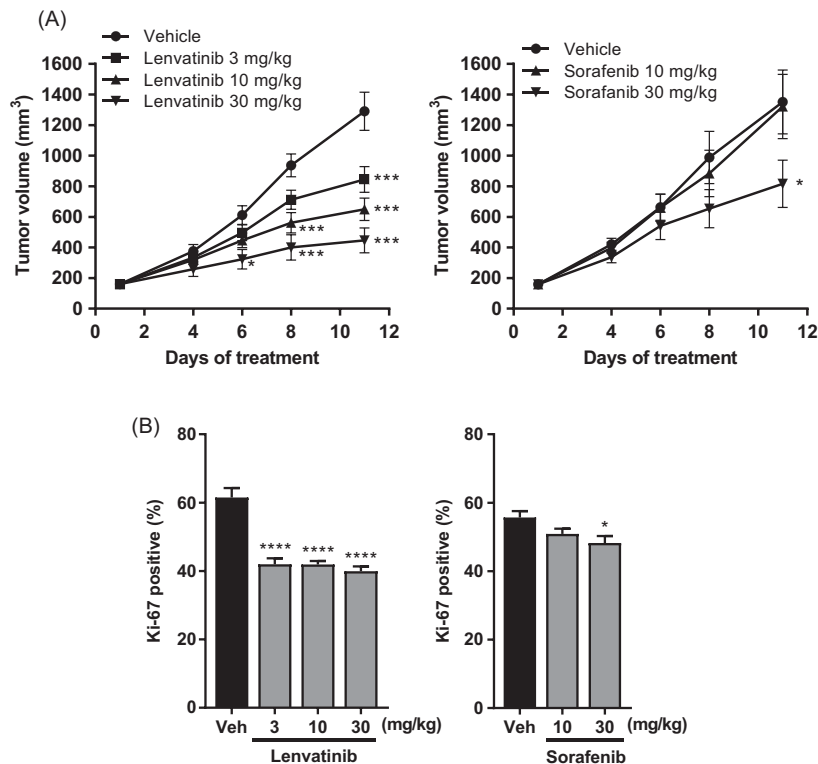 (A)
Vehicle
Lenvatinib 3 mg/kg
Lenvatinib 10 mg/kg
Lenvatinib 30 mg/kg
1600
1400
1200
1000
800
600
400
200
0
Tumor volume (mm3)
***
***
***
***
***
*
0 2 4 6 8 10 12
Days of treatment
Vehicle
Sorafenib 10 mg/kg
Sorafanib 30 mg/kg
1600
1400
1200
1000
800
600
400
200
0
Tumor volume (mm3)
*
0 2 4 6 8 10 12
Days of treatment
(B)
80
60
40
20
0
Ki-67 positive (%)
**** **** ****
Veh 3 10 30 (mg/kg)
Lenvatinib
80
60
40
20
0
Ki-67 positive (%)
*
Veh 10 30 (mg/kg)
Sorafenib